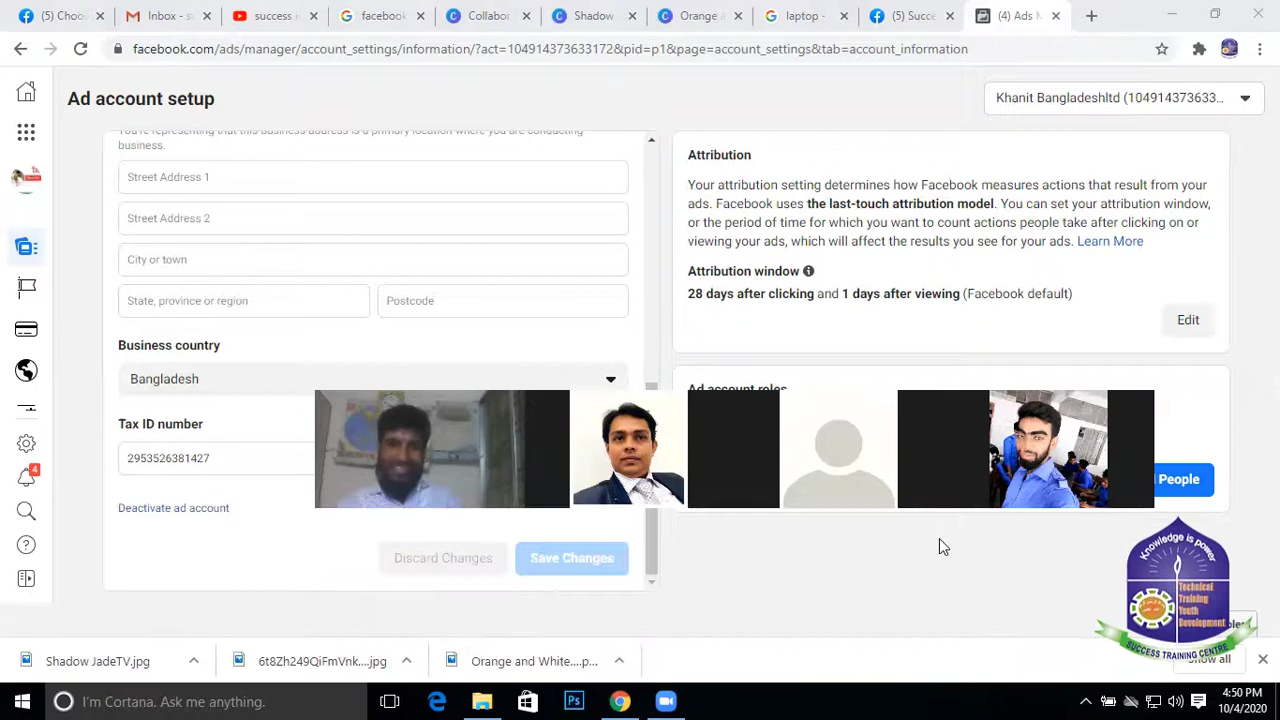 (5) Choo
Inbox - s
success i
facebook
Collabor
Shadow
Orange
laptop -
(5) Succe
(4) Ads M
facebook.com/ads/manager/account_settings/information/?act=104914373633172&pid=p1&page=account_settings&tab=account_information
Ad account setup
Khanit Bangladeshltd (104914373633...
You're representing that this business address is a primary location where you are conducting
business.
Street Address 1
Street Address 2
City or town
State, province or region
Postcode
Business country
Bangladesh
Tax ID number
2953526381427
Deactivate ad account
Discard Changes
Save Changes
Attribution
Your attribution setting determines how Facebook measures actions that result from your
ads. Facebook uses the last-touch attribution model. You can set your attribution window,
or the period of time for which you want to count actions people take after clicking on or
viewing your ads, which will affect the results you see for your ads. Learn More
Attribution window
28 days after clicking and 1 days after viewing (Facebook default)
Edit
Ad account roles
People
4
Knowledge is power
Technical
Training
Youth
Development
SUCCESS TRAINING CENTRE
Shadow JadeTV.jpg
6t8Zh249QiFmVnk....jpg
Orange and White....p...
Show all
I'm Cortana. Ask me anything.
4:50 PM
10/4/2020